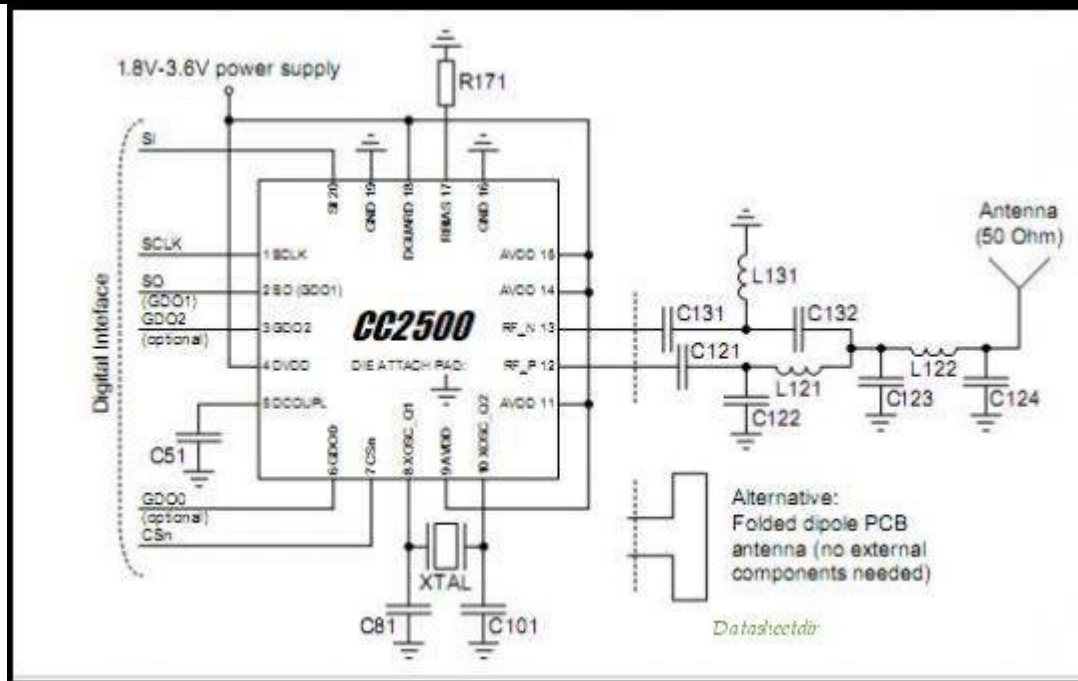 1.8V-3.6V power supply
R171
Digital Inteface
SI
SI 20
GND 19
DGUARD 18
RBIAS 17
GND 16
Antenna
(50 Ohm)
SCLK
1 SCLK
AVDD 15
L131
SO
(GDO1)
2 SO (GDO1)
AVDD 14
C131
C132
GDO2
(optional)
3 GDO2
CC2500
RF_N 13
C121
4 DVDD
DIE ATTACH PAD:
RF_P 12
L121
L122
5 DCOUPL
AVDD 11
C122
C123
C124
C51
6 GDO0
7 CSn
8 XOSC_Q1
9 AVDD
10 XOSC_Q2
GDO0
(optional)
CSn
XTAL
C81
C101
Alternative:
Folded dipole PCB
antenna (no external
components needed)
Datasheetdir